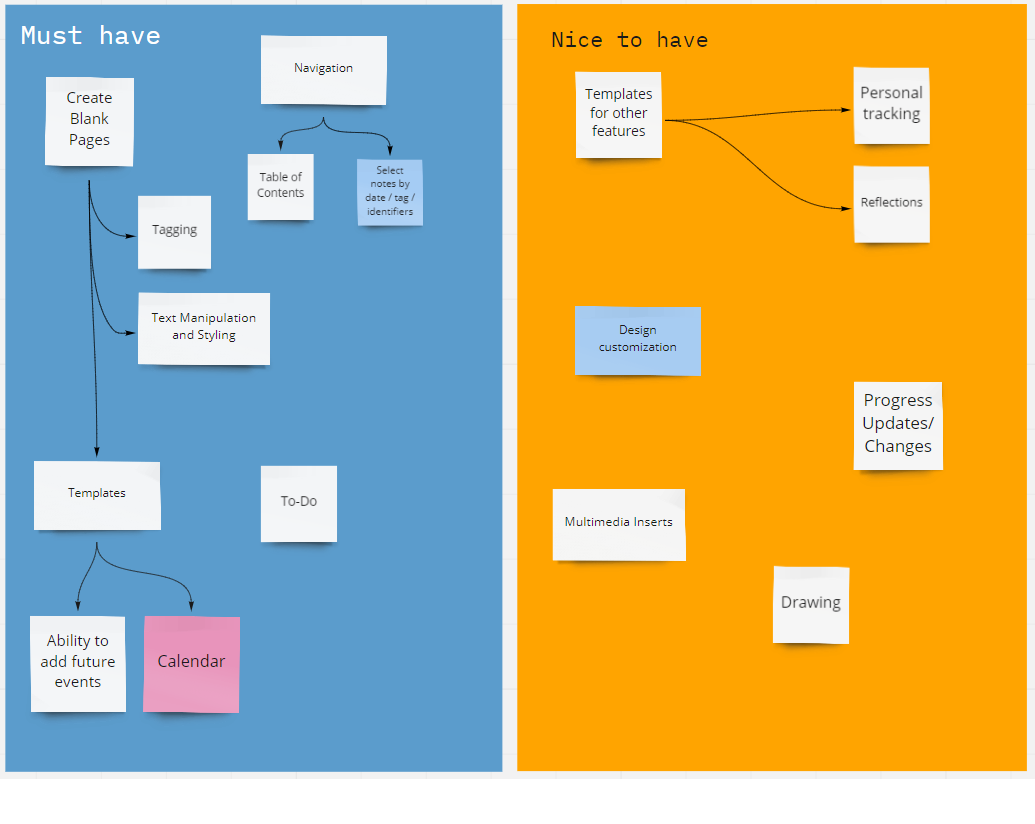 Must have
Navigation
Create
Blank
Pages
Table of
Contents
Select
notes by
date / tag /
identifiers
Tagging
Text Manipulation
and Styling
Templates
To-Do
Ability to
add future
events
Calendar
Nice to have
Templates
for other
features
Personal
tracking
Reflections
Design
customization
Progress
Updates/
Changes
Multimedia Inserts
Drawing